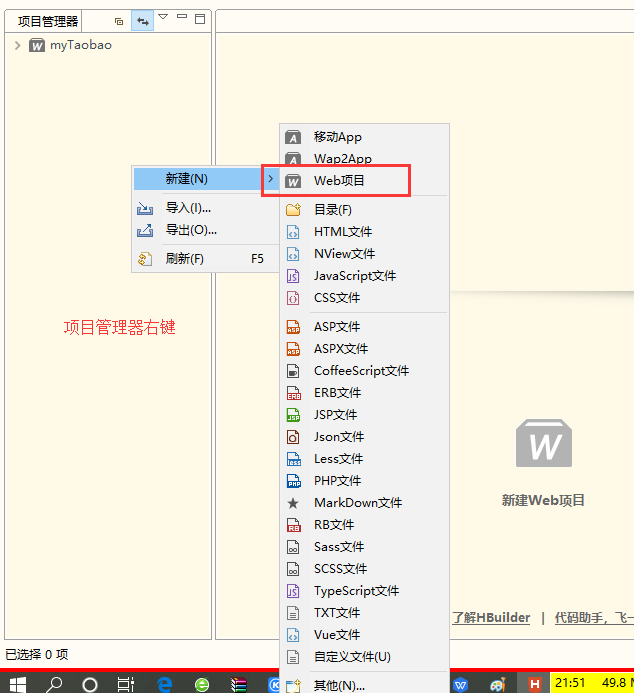 项目管理器
myTaobao
移动App
Wap2App
新建(N)
Web项目
导入(I)...
导出(O)...
刷新(F) F5
目录(F)
HTML文件
NView文件
JavaScript文件
CSS文件
ASP文件
ASPX文件
CoffeeScript文件
ERB文件
JSP文件
Json文件
Less文件
PHP文件
MarkDown文件
RB文件
Sass文件
SCSS文件
TypeScript文件
TXT文件
Vue文件
自定义文件(U)
其他(N)...
项目管理器右键
W
新建Web项目
了解HBuilder | 代码助手，飞一
已选择 0 项
21:51 49.8